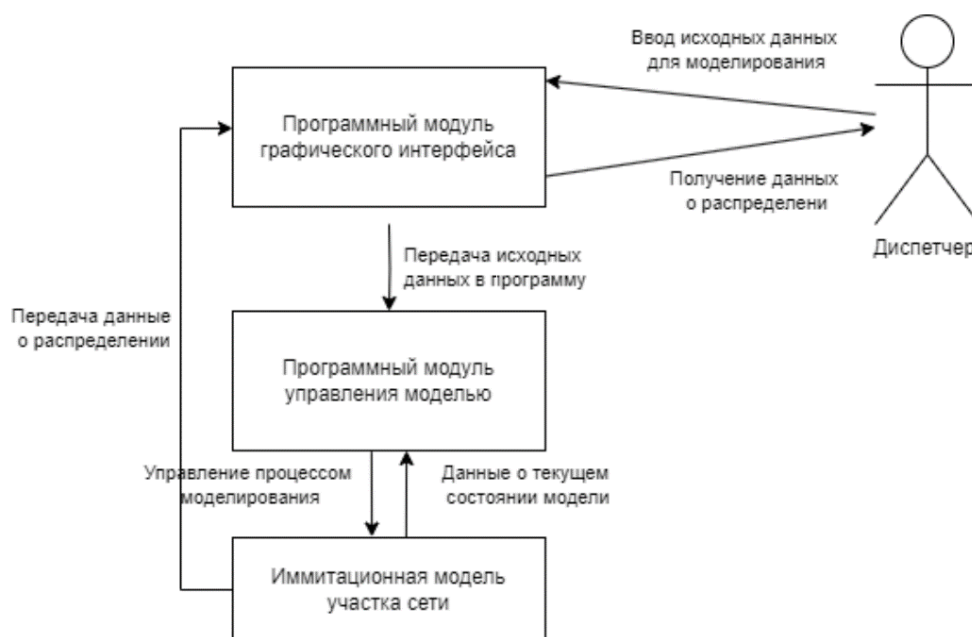 Ввод исходных данных
для моделирования
Программный модуль
графического интерфейса
Получение данных
о распределени
Диспетчер
Передача исходных
данных в программу
Передача данные
о распределении
Программный модуль
управления моделью
Управление процессом
моделирования
Данные о текущем
состоянии модели
Иммитационная модель
участка сети